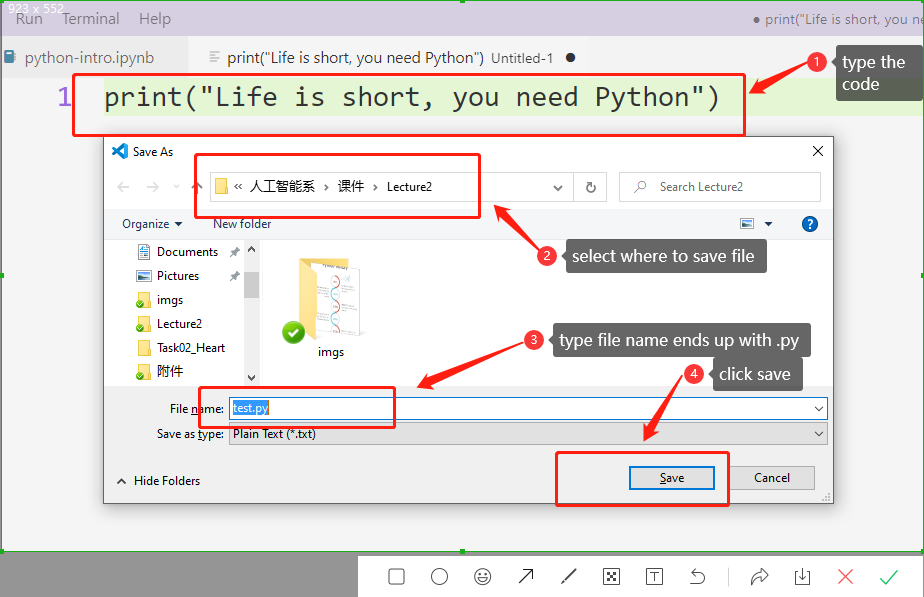 923 x 552
Run Terminal Help
● print("Life is short, you ne
python-intro.ipynb
print("Life is short, you need Python") Untitled-1 ●
1 type the code
1 print("Life is short, you need Python")
Save As
« 人工智能系 › 课件 › Lecture2
Search Lecture2
Organize
New folder
?
2 select where to save file
Documents
Pictures
imgs
Lecture2
Task02_Heart
附件
imgs
3 type file name ends up with .py
4 click save
File name: test.py
Save as type: Plain Text (*.txt)
Hide Folders
Save
Cancel
T